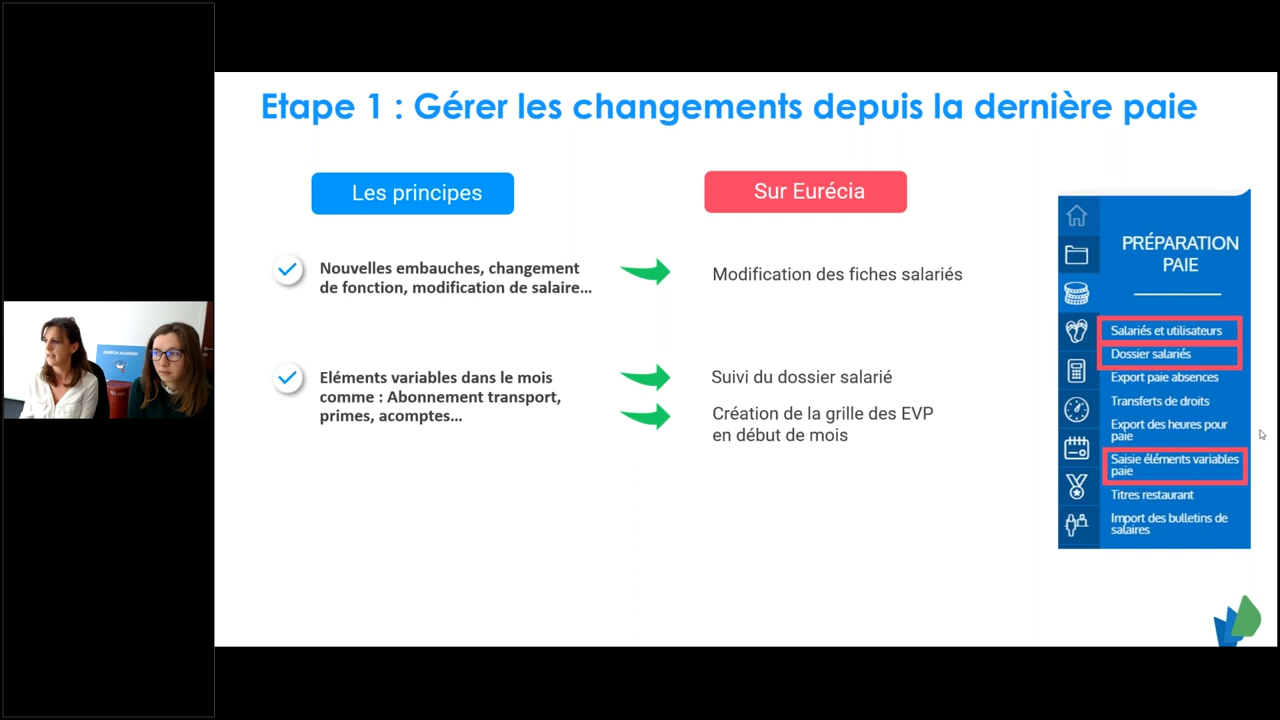 Etape 1 : Gérer les changements depuis la dernière paie
Les principes
Sur Eurécia
Nouvelles embauches, changement
de fonction, modification de salaire...
Modification des fiches salariés
Eléments variables dans le mois
comme : Abonnement transport,
primes, acomptes...
Suivi du dossier salarié
Création de la grille des EVP
en début de mois
PRÉPARATION
PAIE
Salariés et utilisateurs
Dossier salariés
Export paie absences
Transferts de droits
Export des heures pour
paie
Saisie éléments variables
paie
Titres restaurant
Import des bulletins de
salaires
EURÉCIA ACADEMY